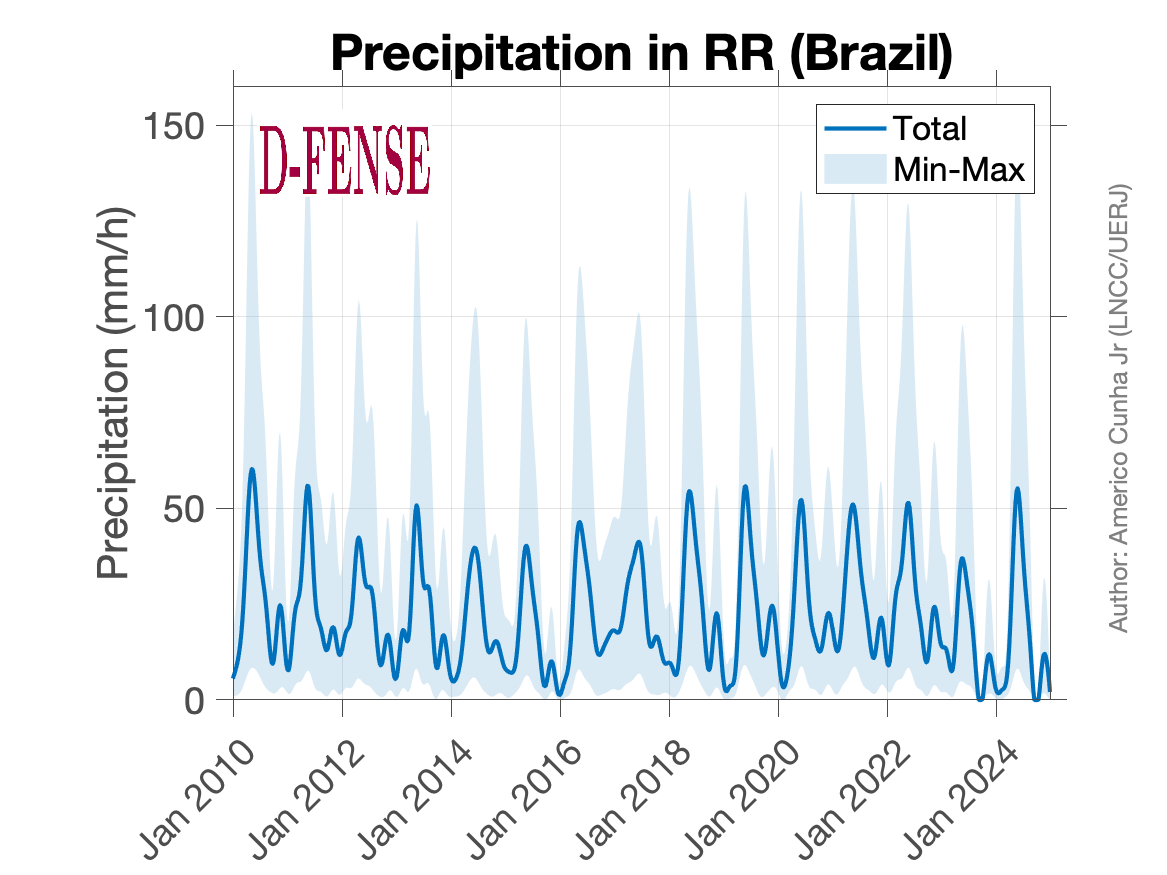 Precipitation in RR (Brazil)
D-FENSE
Total
Min-Max
Precipitation (mm/h)
150
100
50
0
Jan 2010
Jan 2012
Jan 2014
Jan 2016
Jan 2018
Jan 2020
Jan 2022
Jan 2024
Author: Americo Cunha Jr (LNCC/UERJ)